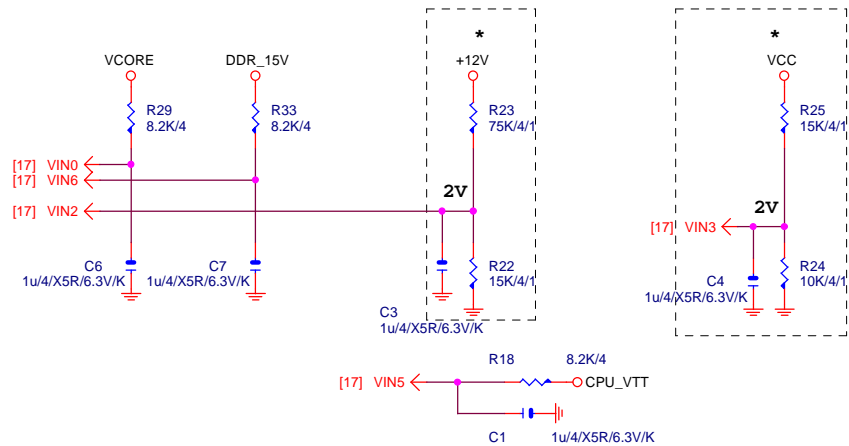 *
*
VCORE
DDR_15V
+12V
VCC
R29
8.2K/4
R33
8.2K/4
R23
75K/4/1
R25
15K/4/1
[17] VIN0
[17] VIN6
2V
[17] VIN2
2V
[17] VIN3
C6
1u/4/X5R/6.3V/K
C7
1u/4/X5R/6.3V/K
R22
15K/4/1
C3
1u/4/X5R/6.3V/K
R24
10K/4/1
C4
1u/4/X5R/6.3V/K
R18
8.2K/4
[17] VIN5
CPU_VTT
C1
1u/4/X5R/6.3V/K